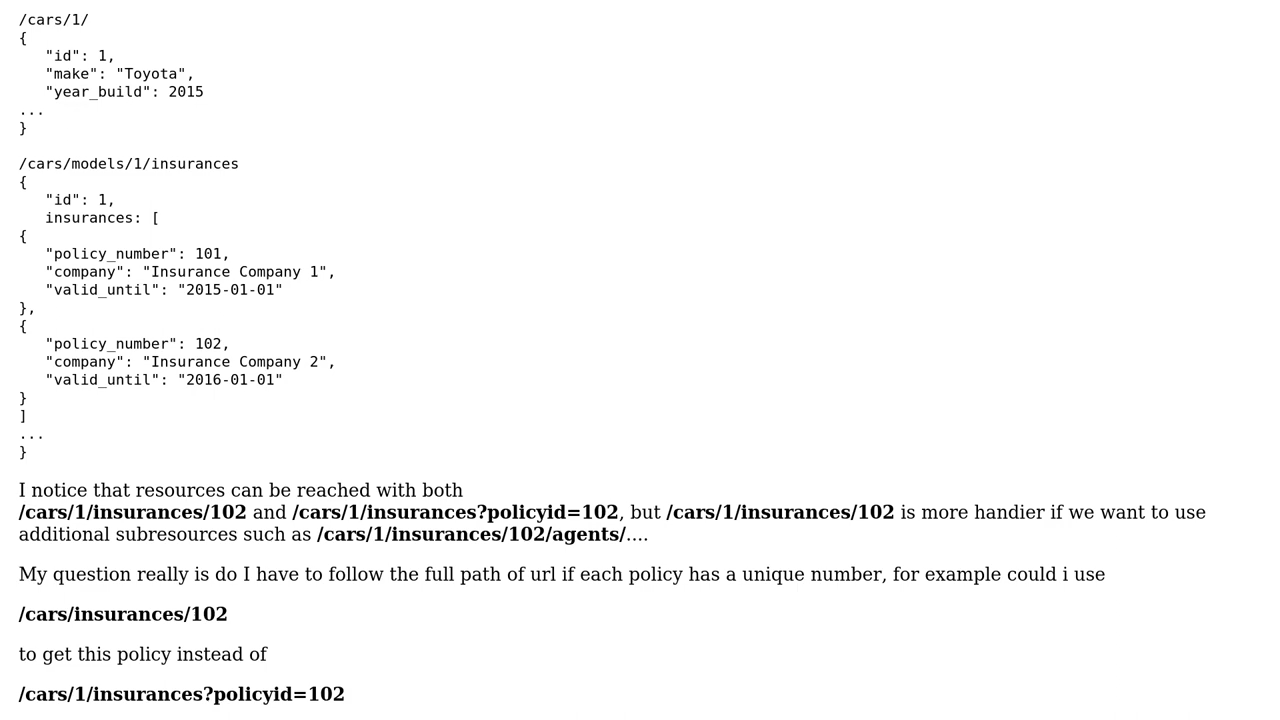 /cars/1/
{
   "id": 1,
   "make": "Toyota",
   "year_build": 2015
...
}
/cars/models/1/insurances
{
   "id": 1,
   insurances: [
{
   "policy_number": 101,
   "company": "Insurance Company 1",
   "valid_until": "2015-01-01"
},
{
   "policy_number": 102,
   "company": "Insurance Company 2",
   "valid_until": "2016-01-01"
}
]
...
}
I notice that resources can be reached with both
/cars/1/insurances/102 and /cars/1/insurances?policyid=102, but /cars/1/insurances/102 is more handier if we want to use
additional subresources such as /cars/1/insurances/102/agents/....
My question really is do I have to follow the full path of url if each policy has a unique number, for example could i use
/cars/insurances/102
to get this policy instead of
/cars/1/insurances?policyid=102